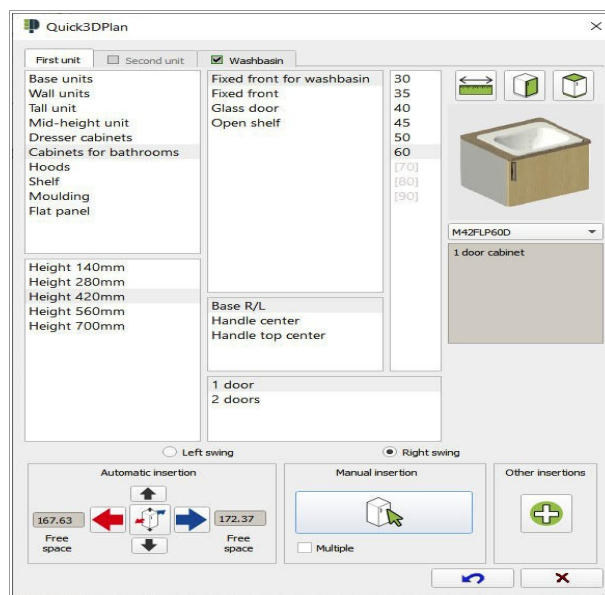 Quick3DPlan
First unit
Second unit
Washbasin
Base units
Wall units
Tall unit
Mid-height unit
Dresser cabinets
Cabinets for bathrooms
Hoods
Shelf
Moulding
Flat panel
Fixed front for washbasin
Fixed front
Glass door
Open shelf
30
35
40
45
50
60
[70]
[80]
[90]
M42FLP60D
1 door cabinet
Height 140mm
Height 280mm
Height 420mm
Height 560mm
Height 700mm
Base R/L
Handle center
Handle top center
1 door
2 doors
Left swing
Right swing
Automatic insertion
167.63
Free
space
172.37
Free
space
Manual insertion
Multiple
Other insertions